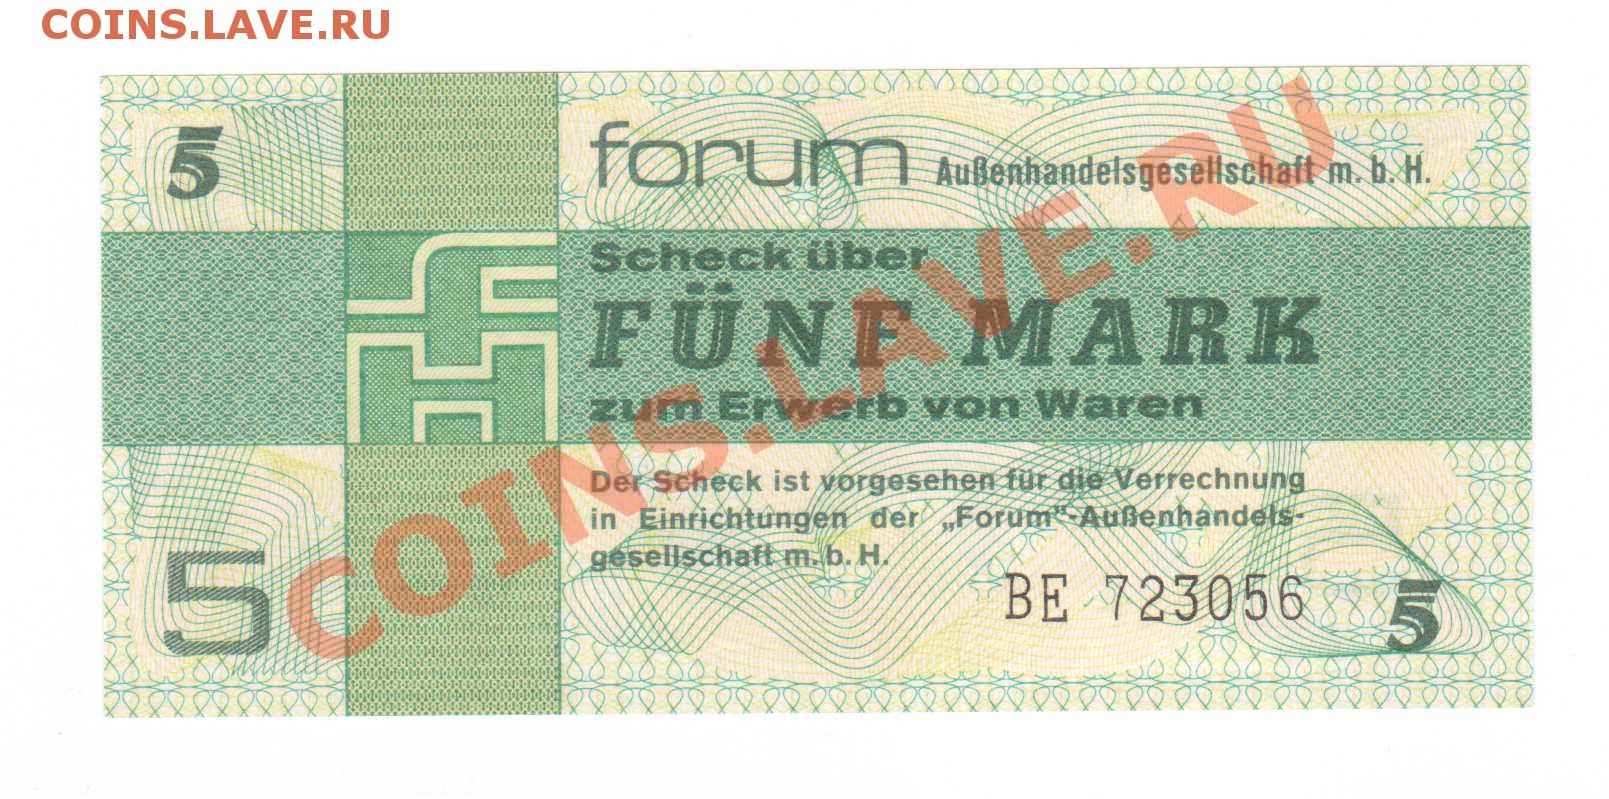 COINS.LAVE.RU
5
forum Außenhandelsgesellschaft m. b. H.
Scheck über
FÜNF MARK
zum Erwerb von Waren
Der Scheck ist vorgesehen für die Verrechnung
in Einrichtungen der „Forum”-Außenhandels-
gesellschaft m. b. H.
5
BE 723056
5
COINS.LAVE.RU